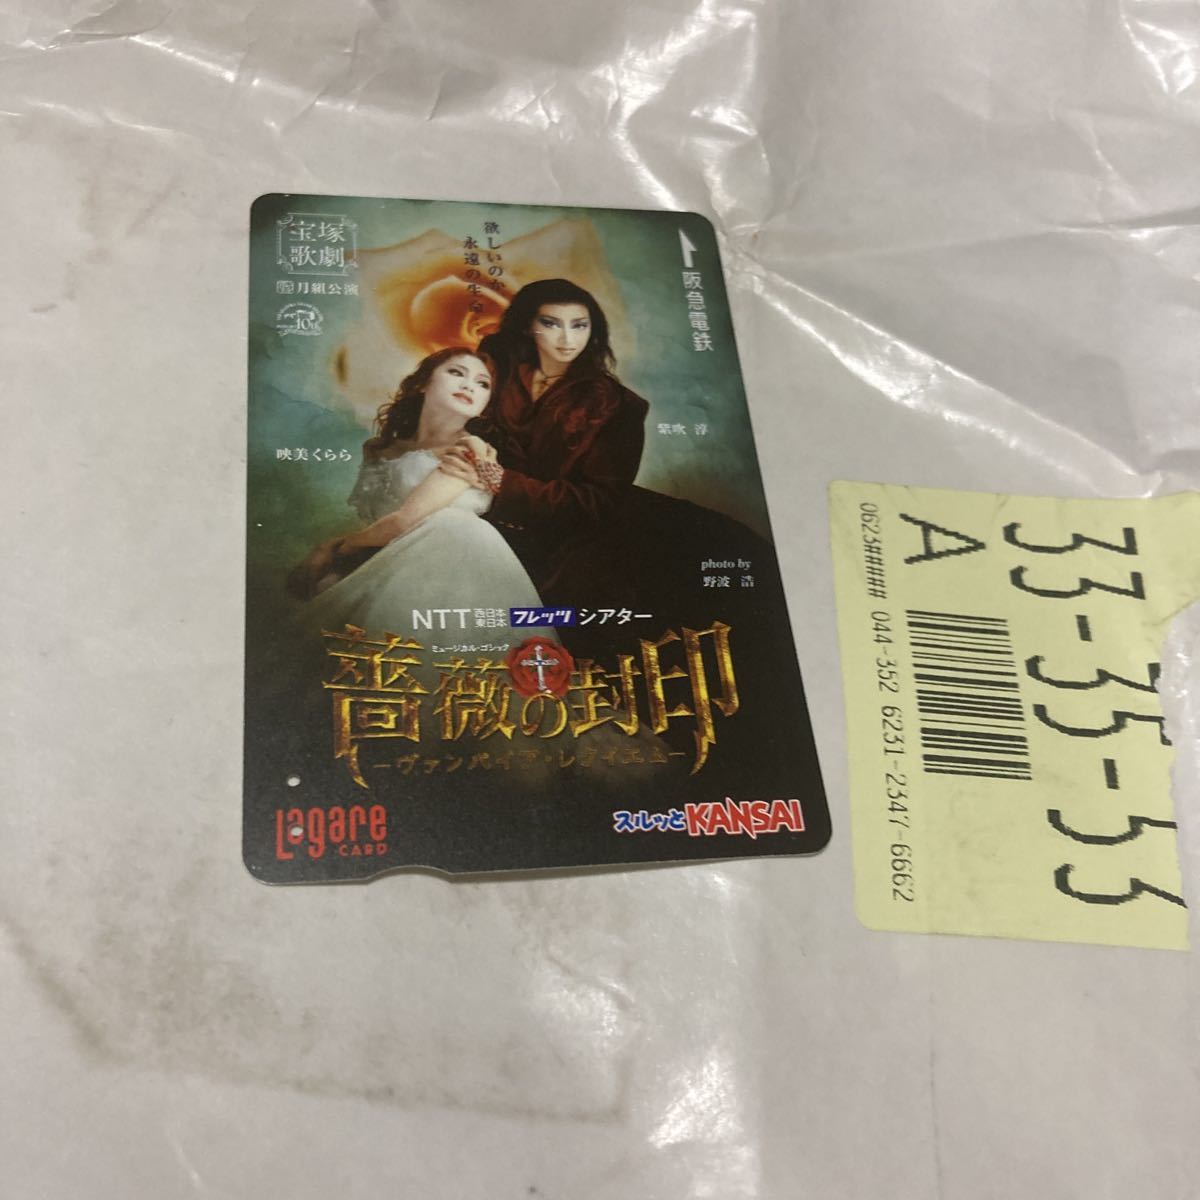 宝塚
歌劇
月組公演
10th
欲しいのか、
永遠の生命…
阪急電鉄
紫吹 淳
映美くらら
photo by
野波 浩
NTT 西日本 東日本 フレッツ シアター
ミュージカル・ゴシック
薔薇の封印
―ヴァンパイア・レクイエム―
Lagare
CARD
スルッとKANSAI
33-35-55
A
0623##### 044-352 6231-2347-6662